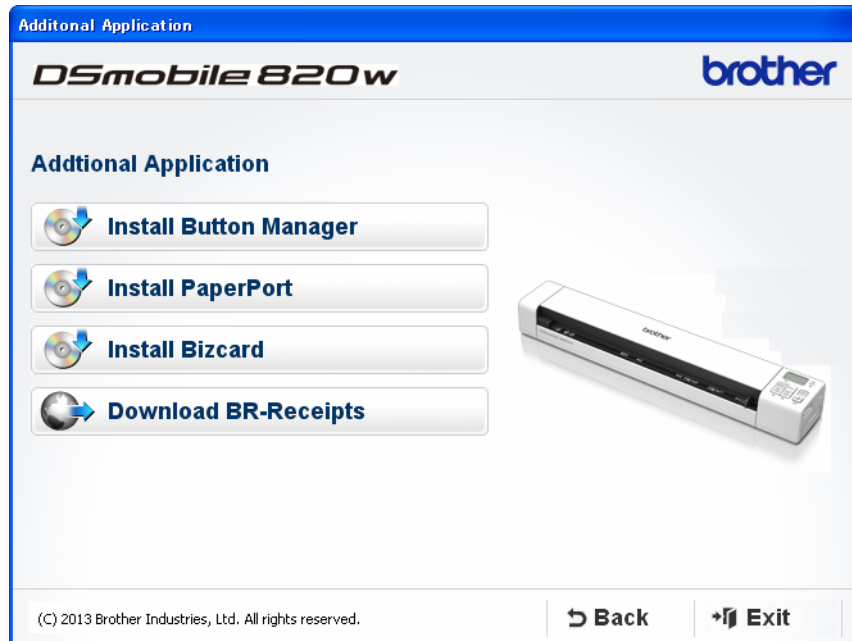 Additonal Application
DSmobile 820w
brother
Addtional Application
Install Button Manager
Install PaperPort
Install Bizcard
Download BR-Receipts
brother
(C) 2013 Brother Industries, Ltd. All rights reserved.
Back
Exit